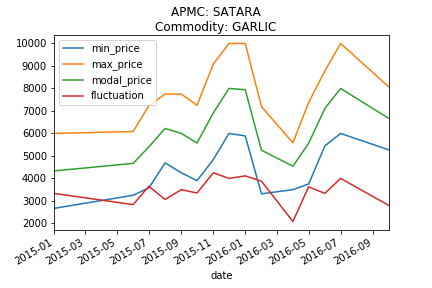 APMC: SATARA
Commodity: GARLIC
10000
9000
8000
7000
6000
5000
4000
3000
2000
min_price
max_price
modal_price
fluctuation
2015-01
2015-03
2015-05
2015-07
2015-09
2015-11
2016-01
2016-03
2016-05
2016-07
2016-09
date